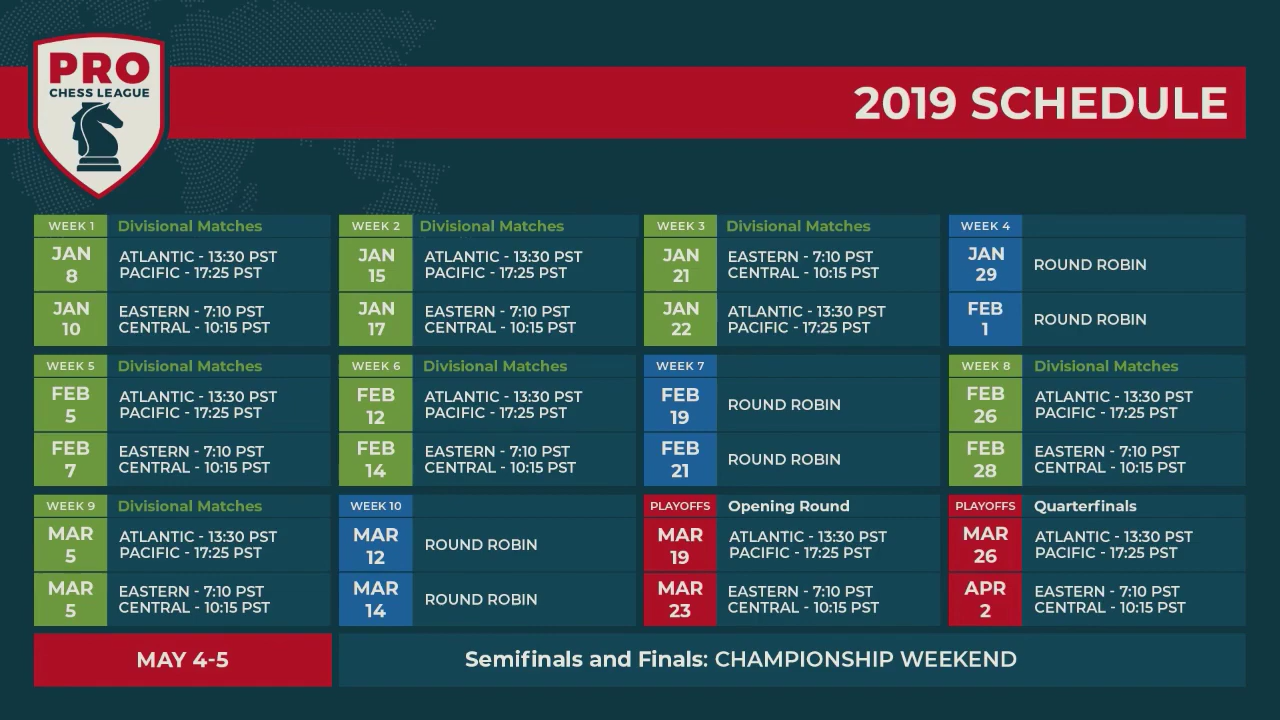 PRO
CHESS LEAGUE
2019 SCHEDULE
WEEK 1 Divisional Matches
JAN 8
ATLANTIC - 13:30 PST
PACIFIC - 17:25 PST
JAN 10
EASTERN - 7:10 PST
CENTRAL - 10:15 PST
WEEK 2 Divisional Matches
JAN 15
ATLANTIC - 13:30 PST
PACIFIC - 17:25 PST
JAN 17
EASTERN - 7:10 PST
CENTRAL - 10:15 PST
WEEK 3 Divisional Matches
JAN 21
EASTERN - 7:10 PST
CENTRAL - 10:15 PST
JAN 22
ATLANTIC - 13:30 PST
PACIFIC - 17:25 PST
WEEK 4
JAN 29
ROUND ROBIN
FEB 1
ROUND ROBIN
WEEK 5 Divisional Matches
FEB 5
ATLANTIC - 13:30 PST
PACIFIC - 17:25 PST
FEB 7
EASTERN - 7:10 PST
CENTRAL - 10:15 PST
WEEK 6 Divisional Matches
FEB 12
ATLANTIC - 13:30 PST
PACIFIC - 17:25 PST
FEB 14
EASTERN - 7:10 PST
CENTRAL - 10:15 PST
WEEK 7
FEB 19
ROUND ROBIN
FEB 21
ROUND ROBIN
WEEK 8 Divisional Matches
FEB 26
ATLANTIC - 13:30 PST
PACIFIC - 17:25 PST
FEB 28
EASTERN - 7:10 PST
CENTRAL - 10:15 PST
WEEK 9 Divisional Matches
MAR 5
ATLANTIC - 13:30 PST
PACIFIC - 17:25 PST
MAR 5
EASTERN - 7:10 PST
CENTRAL - 10:15 PST
WEEK 10
MAR 12
ROUND ROBIN
MAR 14
ROUND ROBIN
PLAYOFFS Opening Round
MAR 19
ATLANTIC - 13:30 PST
PACIFIC - 17:25 PST
MAR 23
EASTERN - 7:10 PST
CENTRAL - 10:15 PST
PLAYOFFS Quarterfinals
MAR 26
ATLANTIC - 13:30 PST
PACIFIC - 17:25 PST
APR 2
EASTERN - 7:10 PST
CENTRAL - 10:15 PST
MAY 4-5
Semifinals and Finals: CHAMPIONSHIP WEEKEND